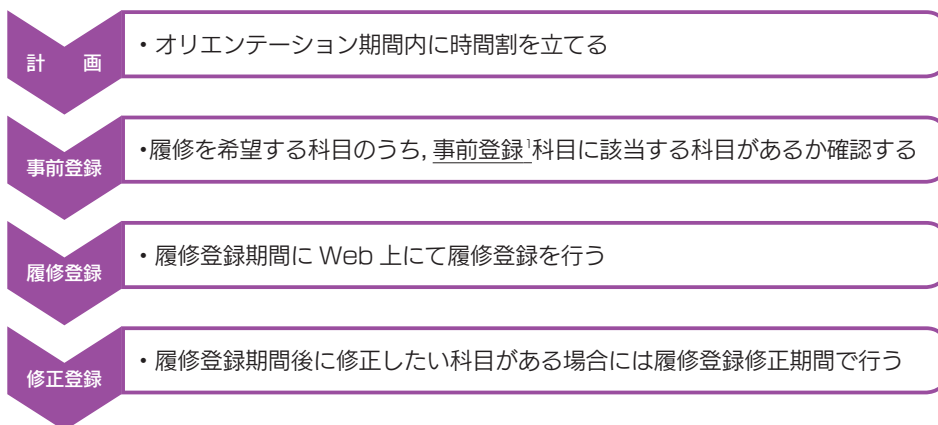 計　画
・オリエンテーション期間内に時間割を立てる
事前登録
・履修を希望する科目のうち，事前登録¹科目に該当する科目があるか確認する
履修登録
・履修登録期間に Web 上にて履修登録を行う
修正登録
・履修登録期間後に修正したい科目がある場合には履修登録修正期間で行う